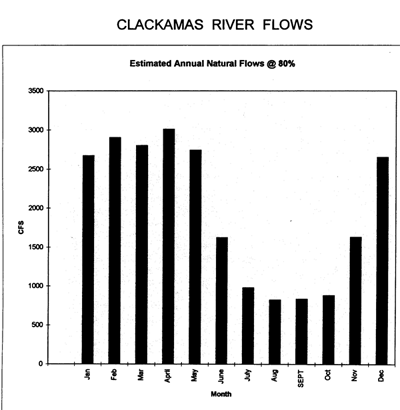 CLACKAMAS RIVER FLOWS
Estimated Annual Natural Flows @ 80%
3500
3000
2500
2000
1500
1000
500
0
CFS
Jan Feb Mar April May June July Aug SEPT Oct Nov Dec
Month